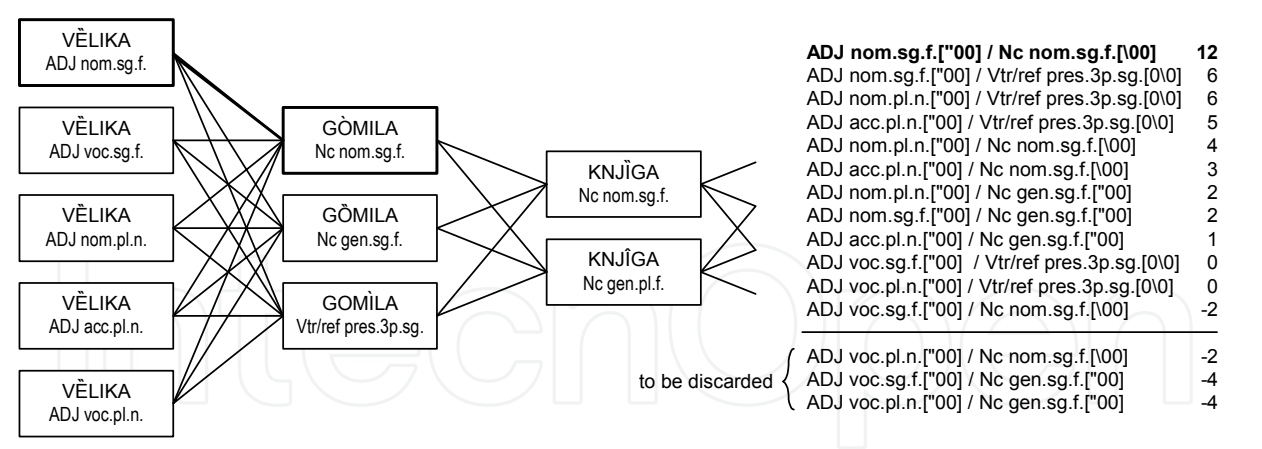 VȅLIKA
ADJ nom.sg.f.
VȅLIKA
ADJ voc.sg.f.
VȅLIKA
ADJ nom.pl.n.
VȅLIKA
ADJ acc.pl.n.
VȅLIKA
ADJ voc.pl.n.
GÒMILA
Nc nom.sg.f.
GȍMILA
Nc gen.sg.f.
GOMÌLA
Vtr/ref pres.3p.sg.
KNJȉGA
Nc nom.sg.f.
KNJÎGA
Nc gen.pl.f.
ADJ nom.sg.f.["00] / Nc nom.sg.f.[\00] 12
ADJ nom.sg.f.["00] / Vtr/ref pres.3p.sg.[0\0] 6
ADJ nom.pl.n.["00] / Vtr/ref pres.3p.sg.[0\0] 6
ADJ acc.pl.n.["00] / Vtr/ref pres.3p.sg.[0\0] 5
ADJ nom.pl.n.["00] / Nc nom.sg.f.[\00] 4
ADJ acc.pl.n.["00] / Nc nom.sg.f.[\00] 3
ADJ nom.pl.n.["00] / Nc gen.sg.f.["00] 2
ADJ nom.sg.f.["00] / Nc gen.sg.f.["00] 2
ADJ acc.pl.n.["00] / Nc gen.sg.f.["00] 1
ADJ voc.sg.f.["00] / Vtr/ref pres.3p.sg.[0\0] 0
ADJ voc.pl.n.["00] / Vtr/ref pres.3p.sg.[0\0] 0
ADJ voc.sg.f.["00] / Nc nom.sg.f.[\00] -2
to be discarded
ADJ voc.pl.n.["00] / Nc nom.sg.f.[\00] -2
ADJ voc.sg.f.["00] / Nc gen.sg.f.["00] -4
ADJ voc.pl.n.["00] / Nc gen.sg.f.["00] -4
IntechOpen